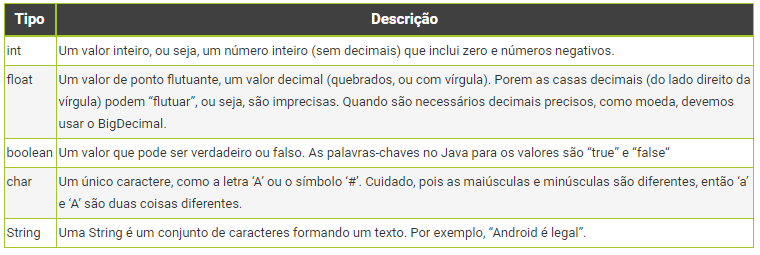 Tipo Descrição
int Um valor inteiro, ou seja, um número inteiro (sem decimais) que inclui zero e números negativos.
float Um valor de ponto flutuante, um valor decimal (quebrados, ou com vírgula). Porem as casas decimais (do lado direito da
vírgula) podem “flutuar”, ou seja, são imprecisas. Quando são necessários decimais precisos, como moeda, devemos
usar o BigDecimal.
boolean Um valor que pode ser verdadeiro ou falso. As palavras-chaves no Java para os valores são “true” e “false“
char Um único caractere, como a letra ‘A’ ou o símbolo ‘#’. Cuidado, pois as maiúsculas e minúsculas são diferentes, então ‘a’
e ‘A’ são duas coisas diferentes.
String Uma String é um conjunto de caracteres formando um texto. Por exemplo, “Android é legal”.